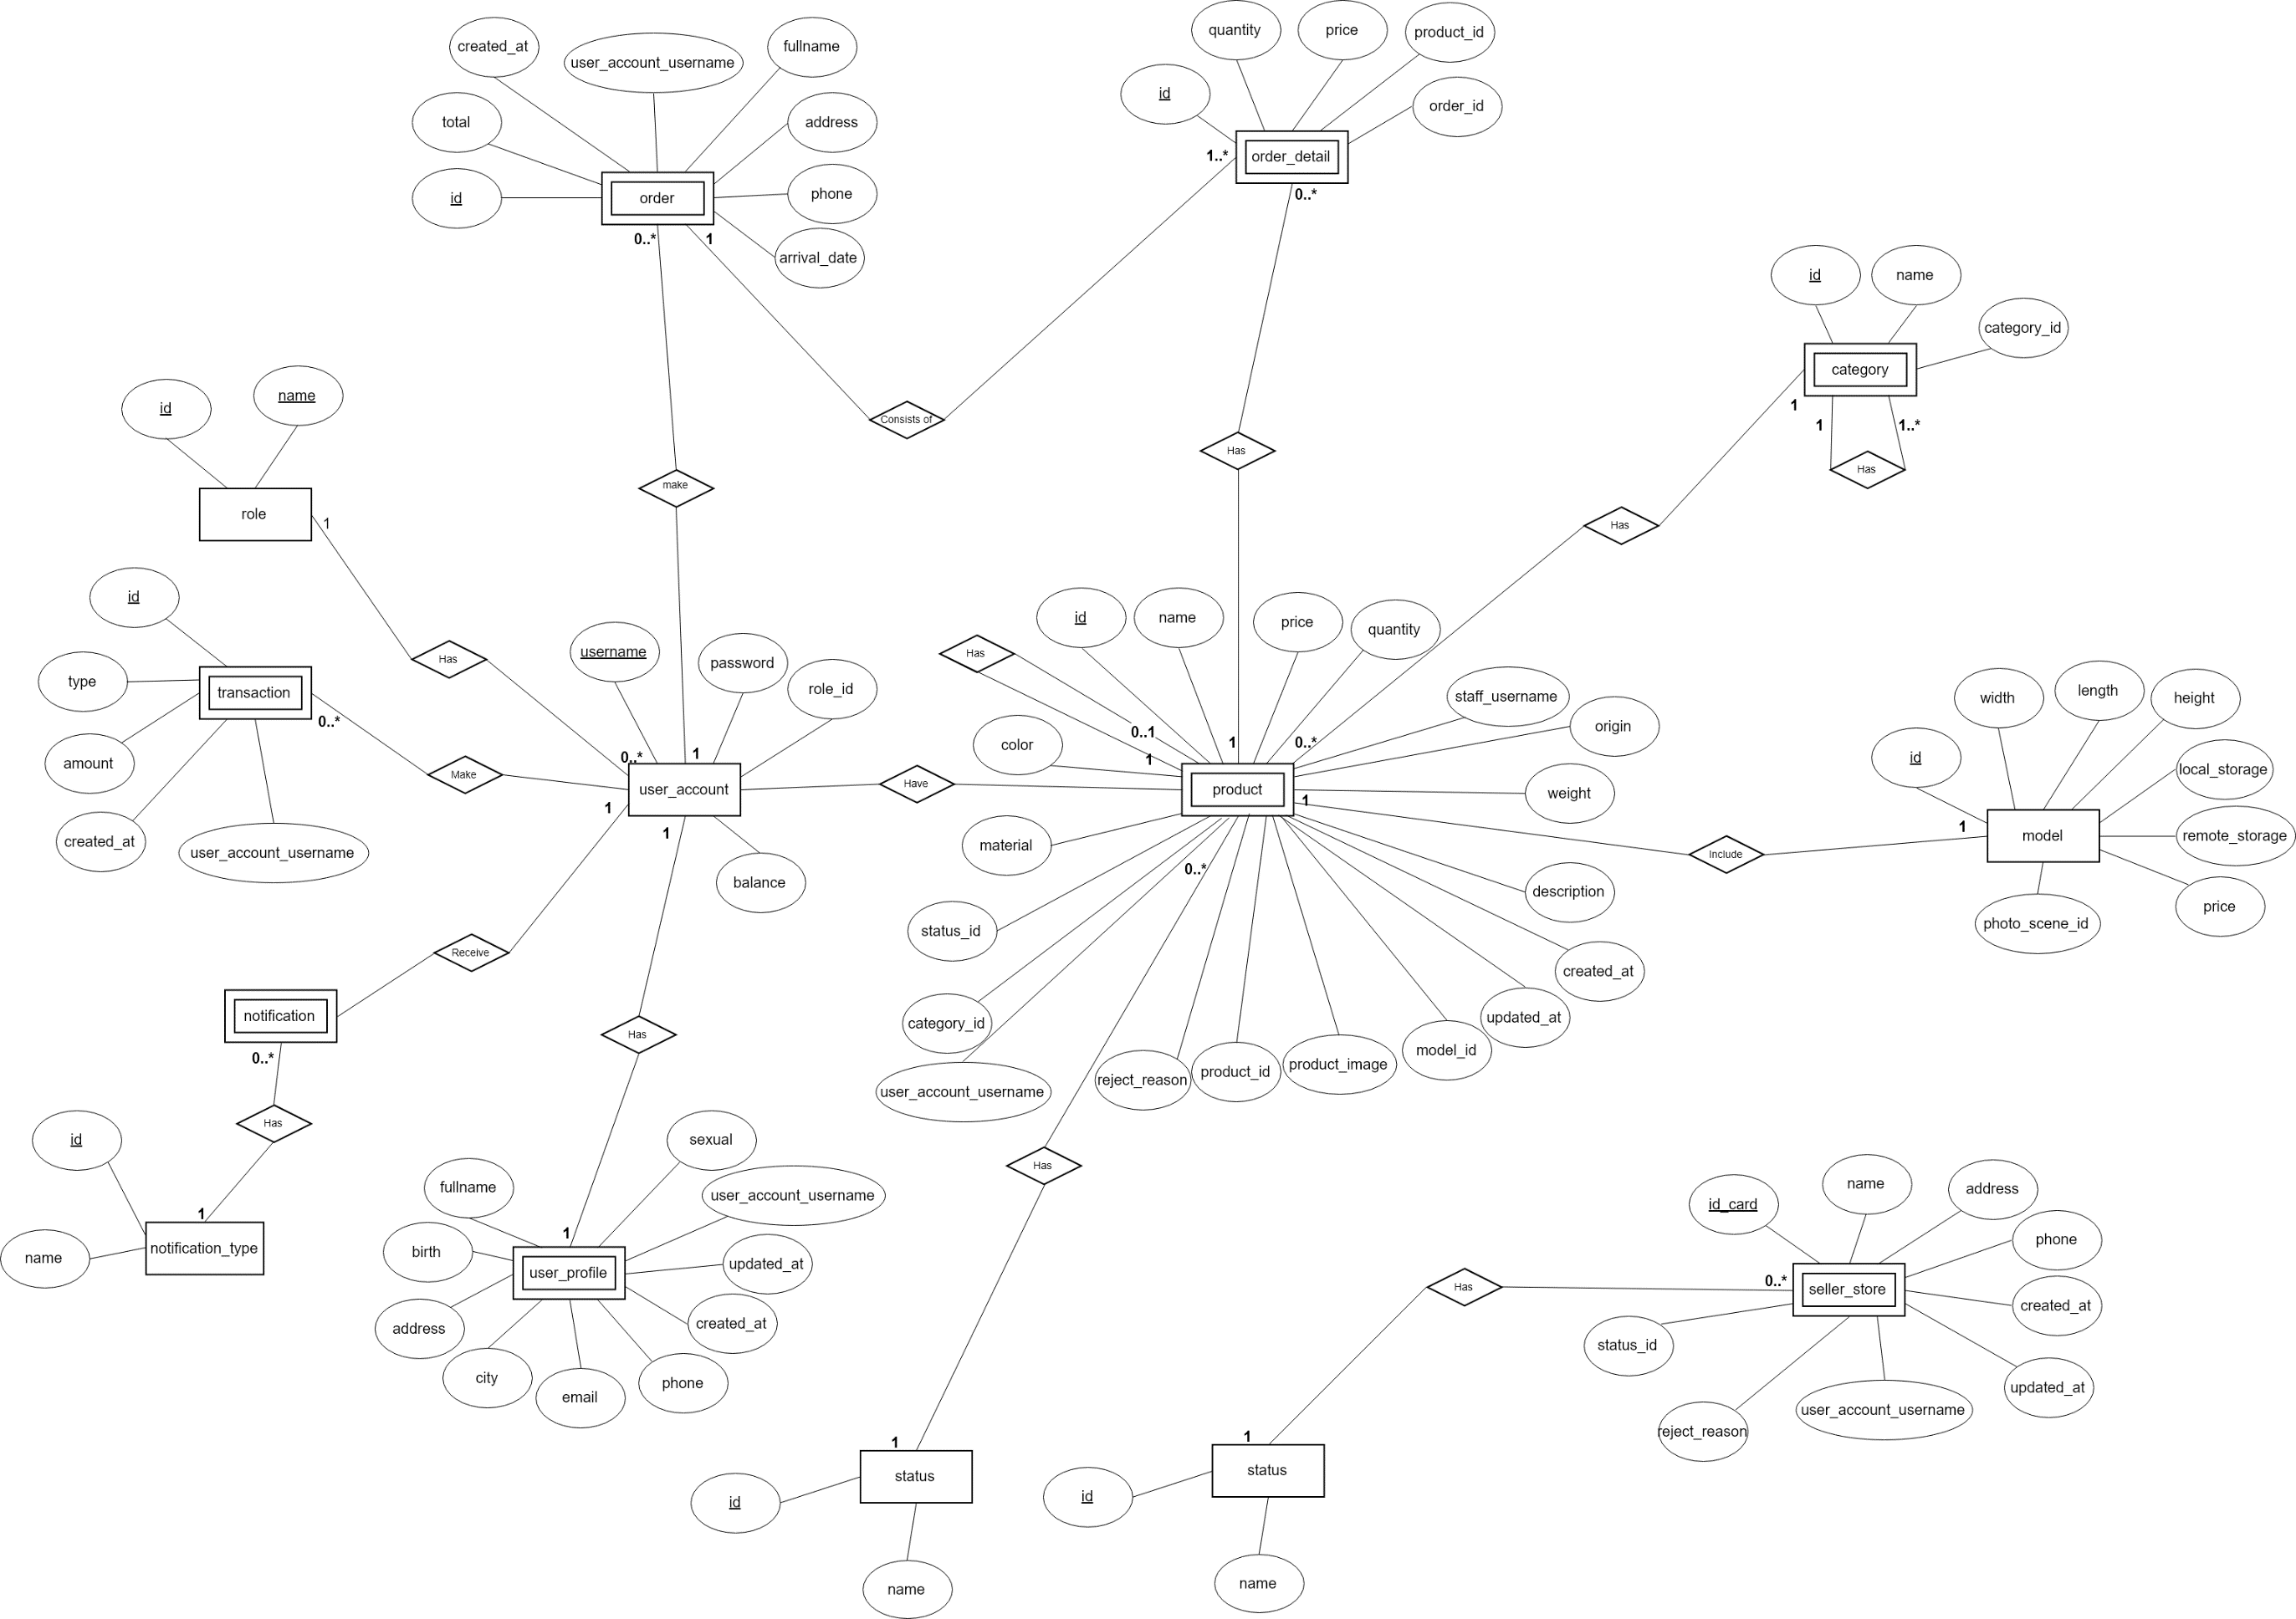 created_at
user_account_username
fullname
total
address
id
order
phone
arrival_date
0..*
1
quantity
price
product_id
id
order_id
1..*
order_detail
0..*
id
name
category_id
category
1
1
1..*
Has
Consists of
Has
make
Has
id
name
role
1
id
type
transaction
0..*
amount
created_at
user_account_username
Has
Make
username
password
role_id
0..*
1
user_account
1
1
balance
Have
Receive
Has
id
name
price
quantity
Has
0..1
1
1
0..*
color
staff_username
origin
product
weight
1
material
0..*
status_id
description
category_id
created_at
user_account_username
updated_at
reject_reason
product_id
product_image
model_id
Include
width
length
height
id
local_storage
1
model
remote_storage
photo_scene_id
price
notification
0..*
Has
id
1
name
notification_type
sexual
fullname
user_account_username
birth
1
user_profile
updated_at
address
created_at
city
email
phone
Has
1
status
id
name
Has
0..*
id_card
name
address
phone
seller_store
created_at
status_id
updated_at
reject_reason
user_account_username
1
status
id
name